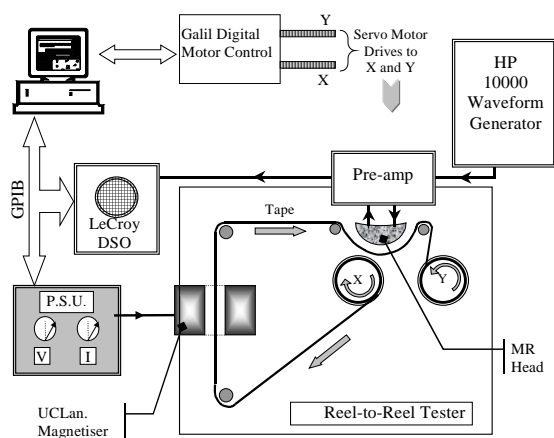 Y
Galil Digital
Motor Control
X
Servo Motor
Drives to
X and Y
HP
10000
Waveform
Generator
GPIB
LeCroy
DSO
Pre-amp
Tape
X
Y
P.S.U.
V
I
MR
Head
UCLan.
Magnetiser
Reel-to-Reel Tester